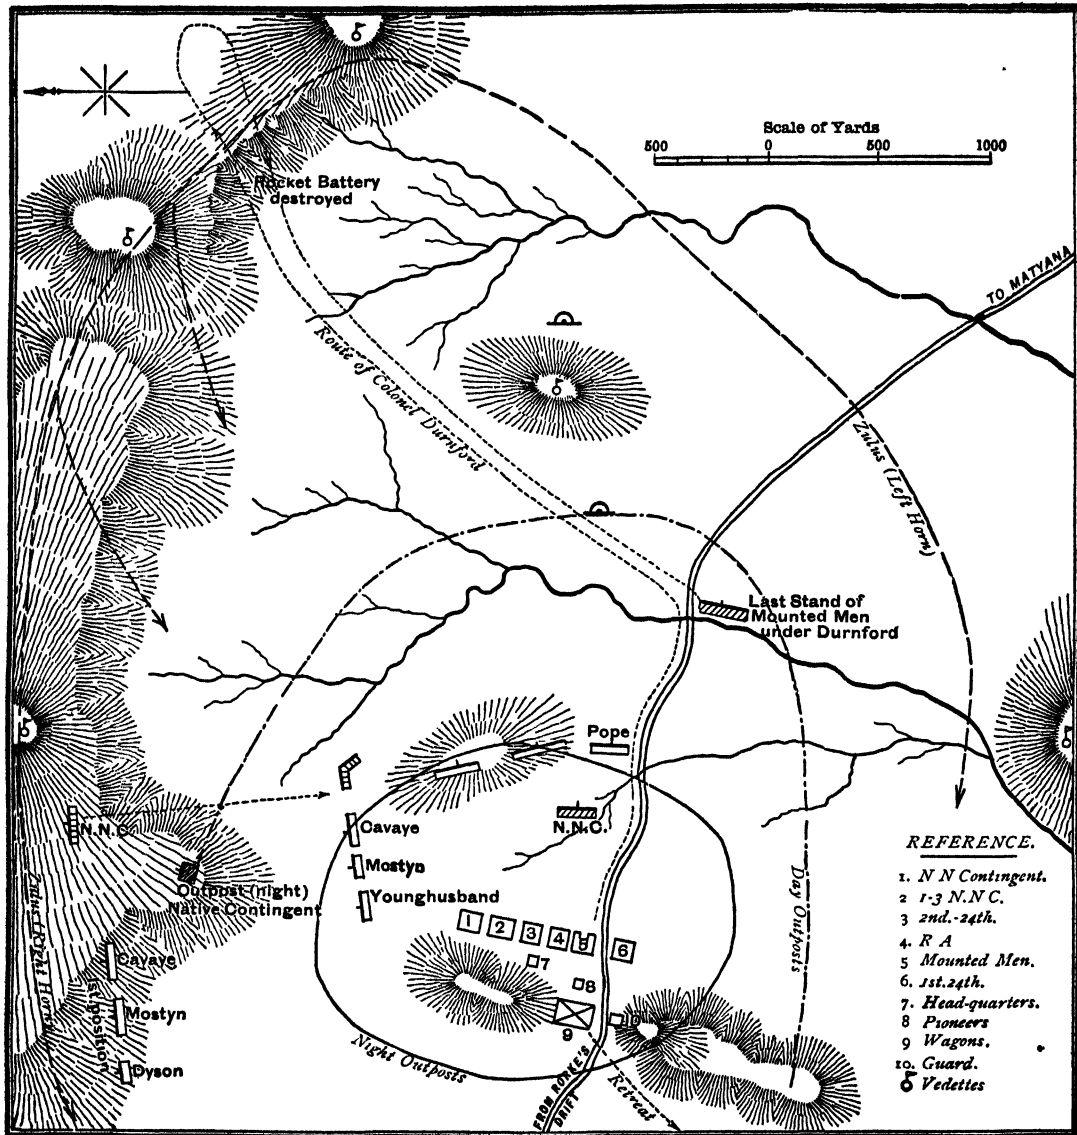 Scale of Yards
500 0 500 1000
Rocket Battery
destroyed
TO MATYANA
Route of Colonel Durnford
Zulus (Left Horn)
Last Stand of
Mounted Men
under Durnford
Pope
N.N.C.
N.N.C.
Cavaye
Mostyn
Younghusband
Outpost (night)
Native Contingent
Zulus Right Horn
Cavaye
1st position
Mostyn
Dyson
1 2 3 4 5 6
7
8
9
10
Night Outposts
Day Outposts
FROM RORKE'S
DRIFT
Retreat
REFERENCE.
1. N N Contingent.
2 1-3 N.N.C.
3 2nd.-24th.
4. R A
5 Mounted Men.
6. 1st.24th.
7. Head-quarters.
8 Pioneers
9 Wagons.
10. Guard.
Vedettes